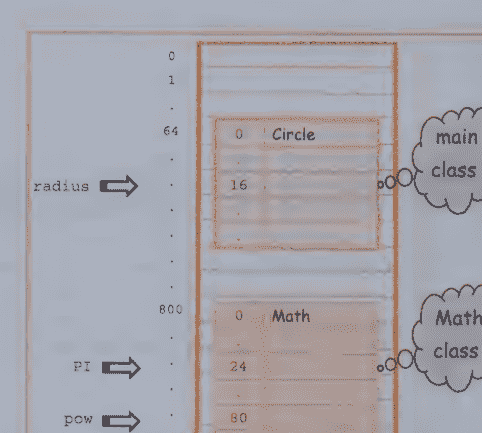 0
1
.
64 0 Circle main
.
radius 16 . class
.
.
.
.
800 0 Math Math
.
class
PI 24
.
pow 80